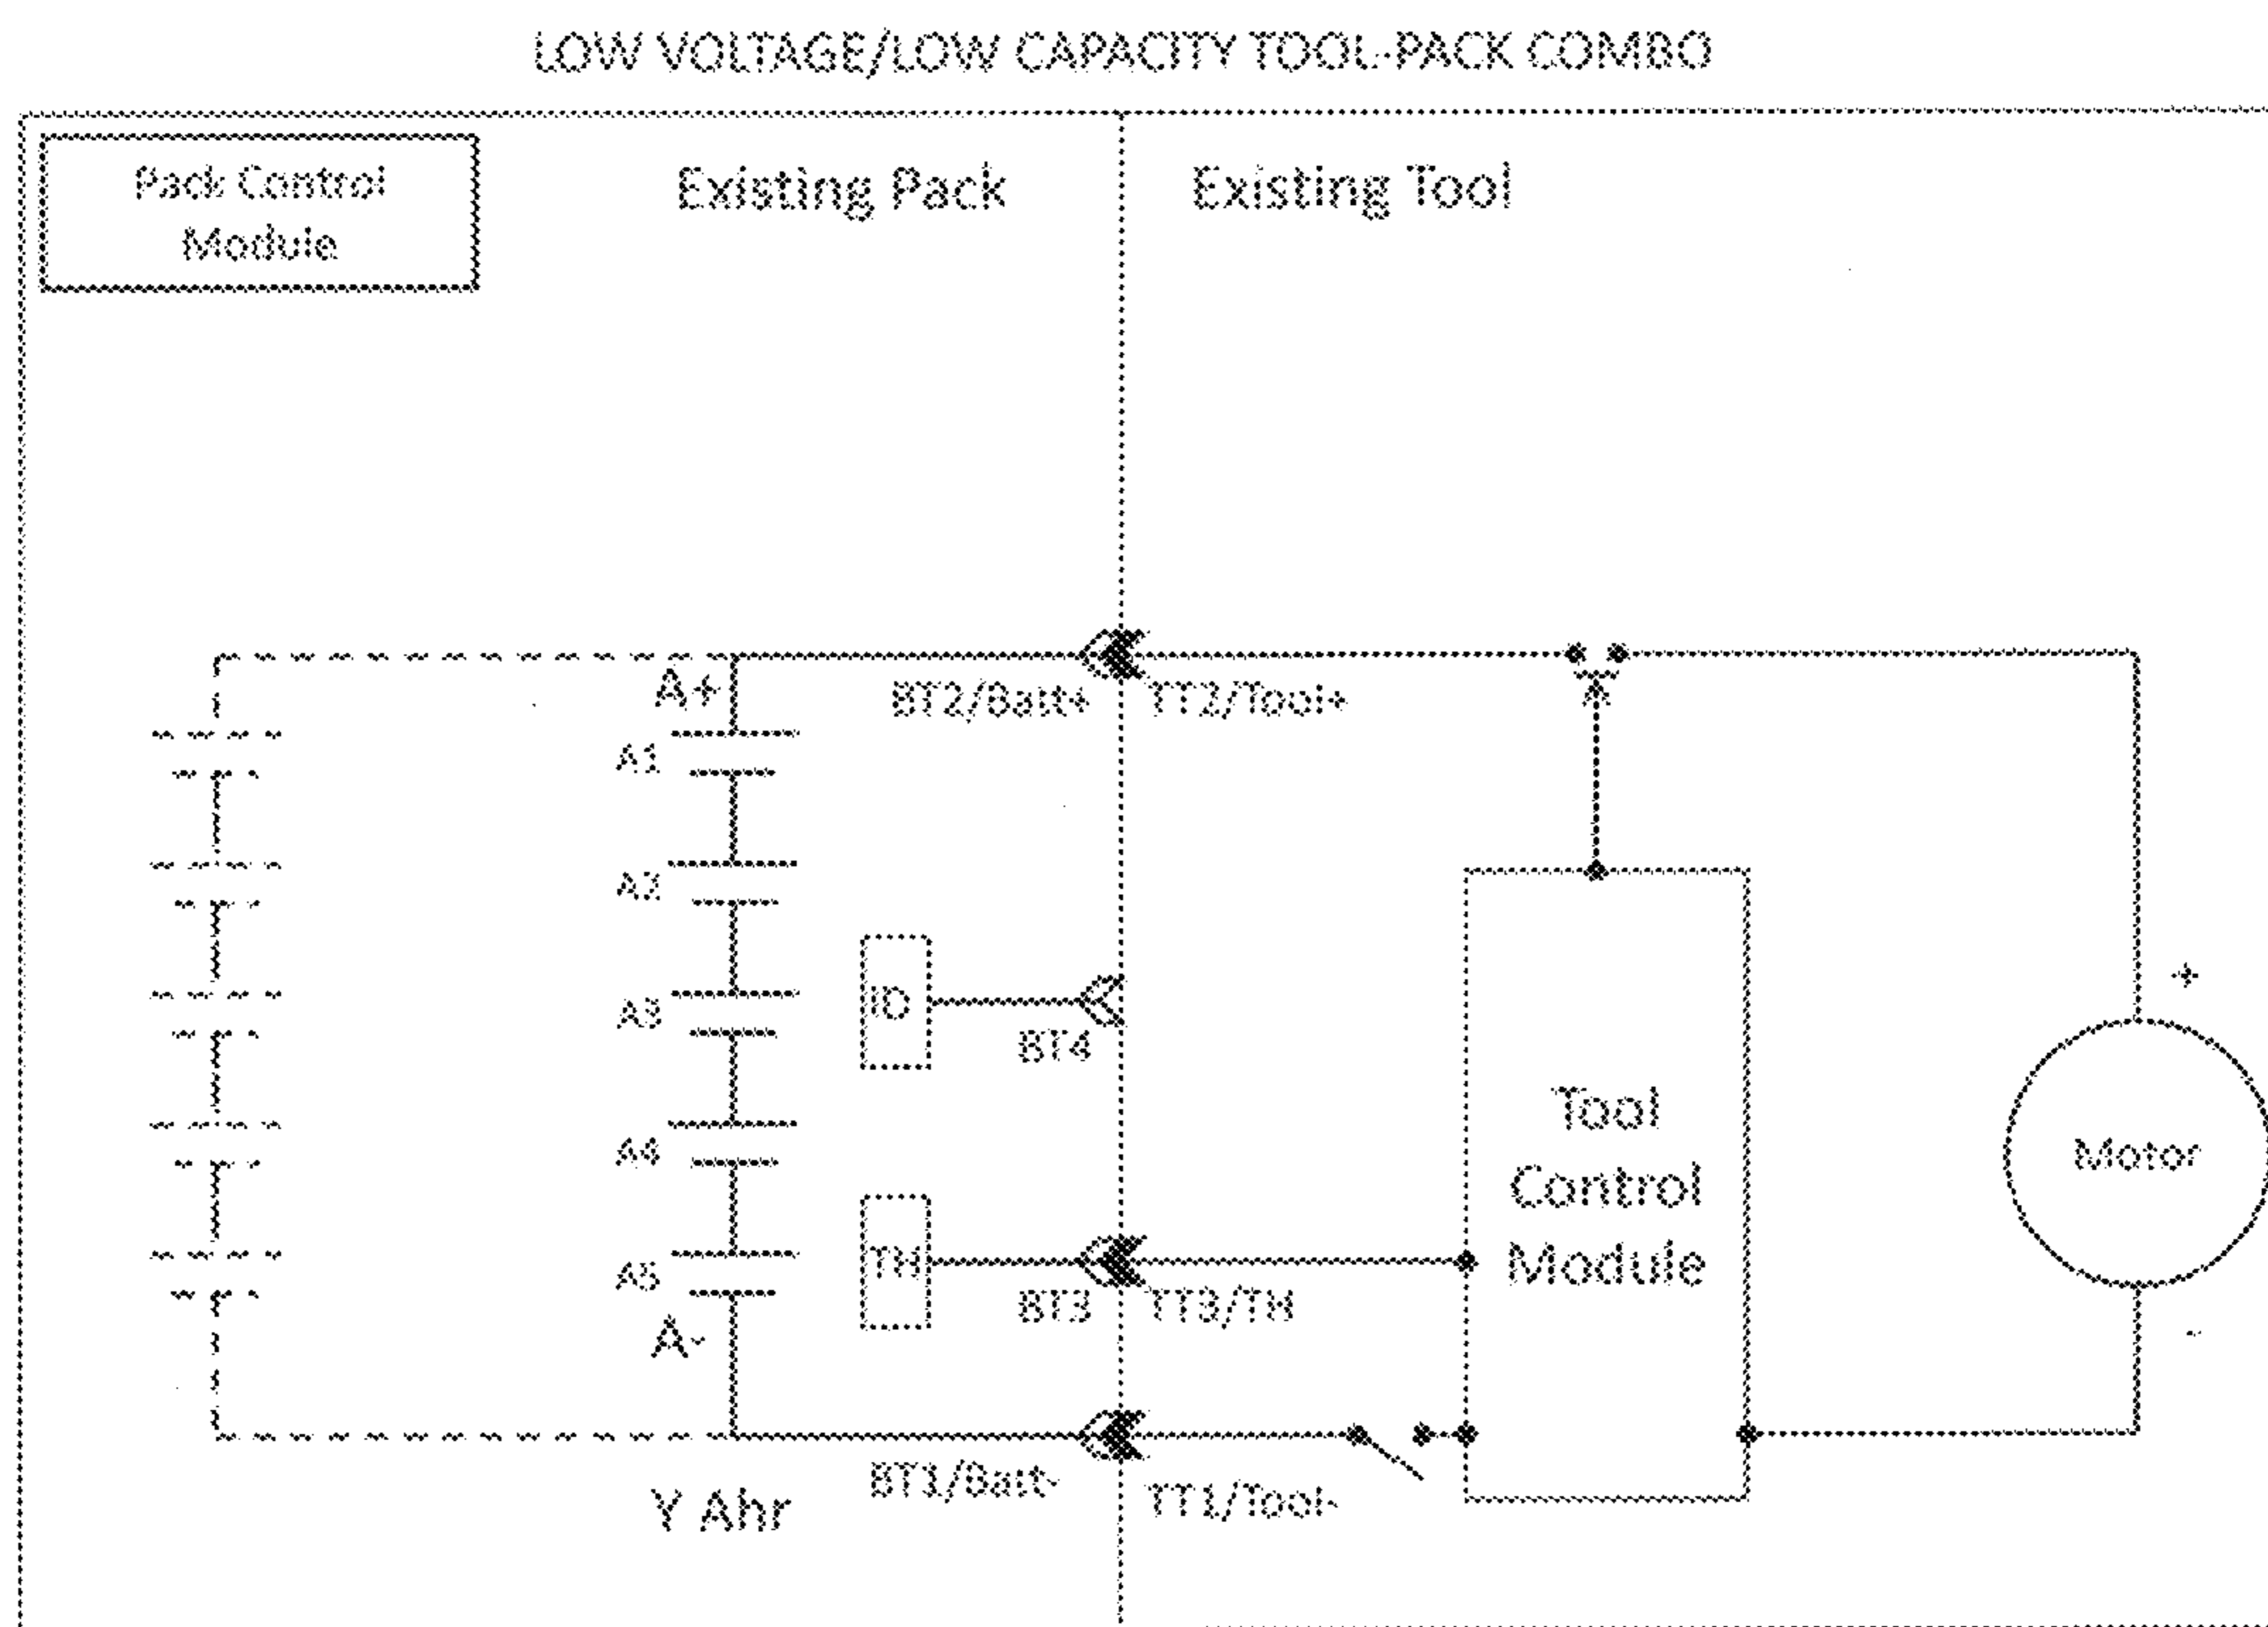 LOW VOLTAGE/LOW CAPACITY TOOL-PACK COMBO
Pack Control
Module
Existing Pack
Existing Tool
A+
BT2/Batt+
TT2/Tool+
A1
A2
ID
A3
BT4
+
Tool
Control
Module
Motor
A4
TH
A5
BT3
TT3/TH
A-
-
BT1/Batt-
TT1/Tool-
Y Ahr